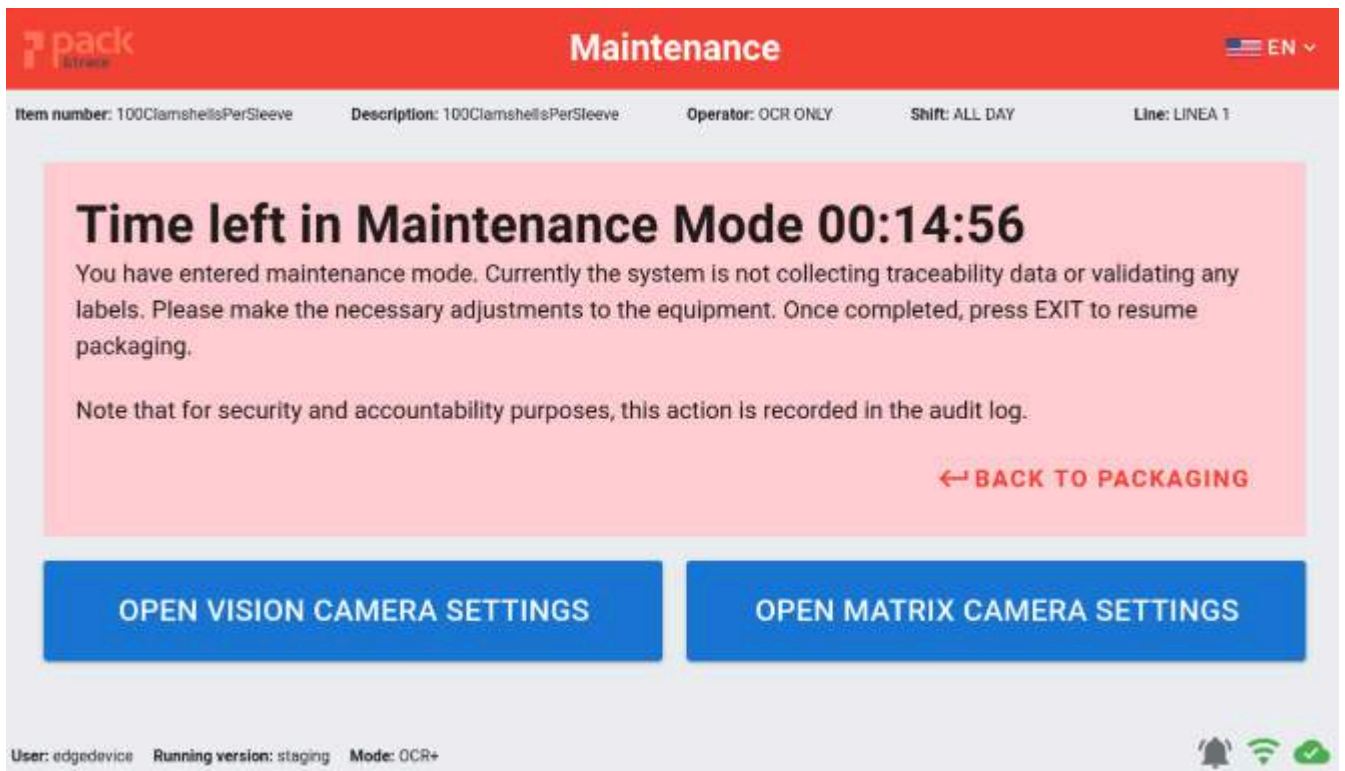 pack
btrace
Maintenance
EN
Item number: 100ClamshellsPerSleeve Description: 100ClamshellsPerSleeve Operator: OCR ONLY Shift: ALL DAY Line: LINEA 1
Time left in Maintenance Mode 00:14:56
You have entered maintenance mode. Currently the system is not collecting traceability data or validating any
labels. Please make the necessary adjustments to the equipment. Once completed, press EXIT to resume
packaging.
Note that for security and accountability purposes, this action is recorded in the audit log.
BACK TO PACKAGING
OPEN VISION CAMERA SETTINGS OPEN MATRIX CAMERA SETTINGS
User: edgedevice Running version: staging Mode: OCR+